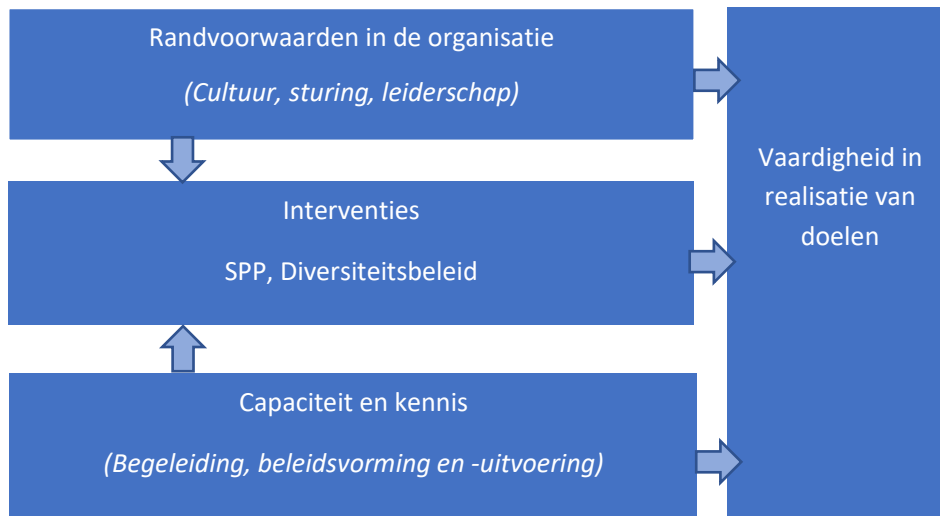 Randvoorwaarden in de organisatie
(Cultuur, sturing, leiderschap)
Interventies
SPP, Diversiteitsbeleid
Capaciteit en kennis
(Begeleiding, beleidsvorming en -uitvoering)
Vaardigheid in
realisatie van
doelen